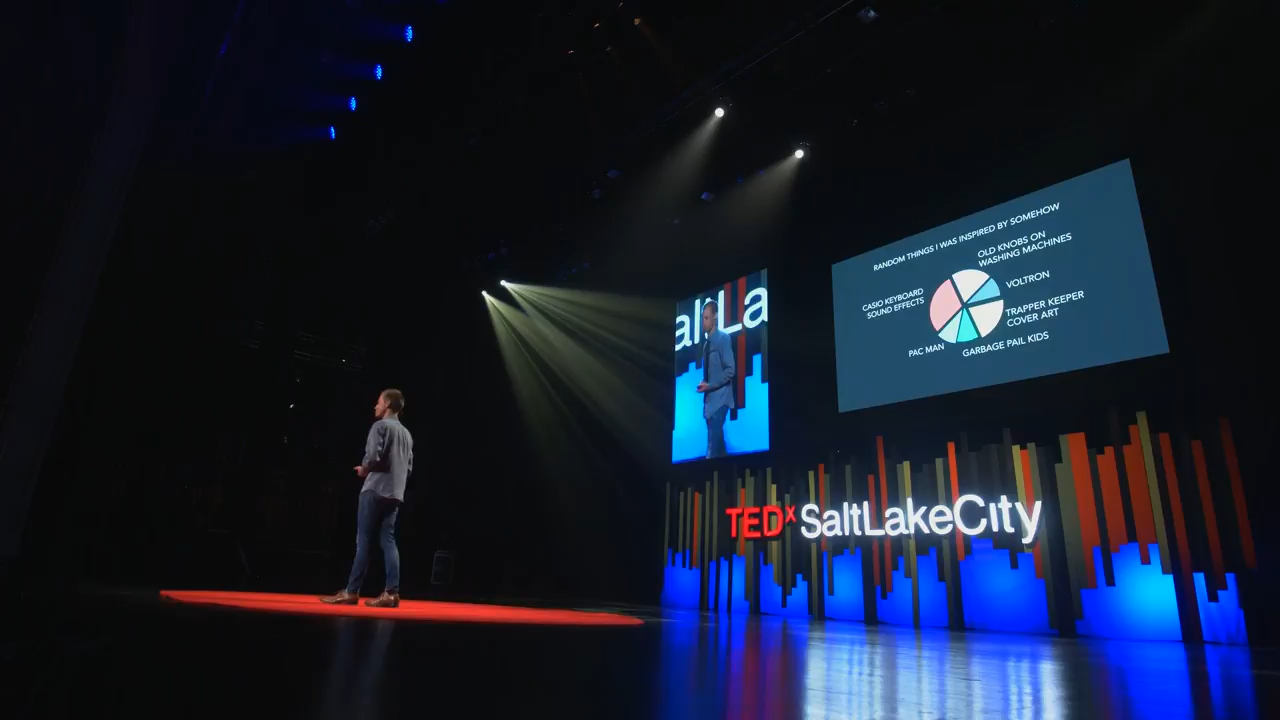 RANDOM THINGS I WAS INSPIRED BY SOMEHOW
OLD KNOBS ON
WASHING MACHINES
VOLTRON
CASIO KEYBOARD
SOUND EFFECTS
TRAPPER KEEPER
COVER ART
PAC MAN
GARBAGE PAIL KIDS
altLa
TEDx SaltLakeCity